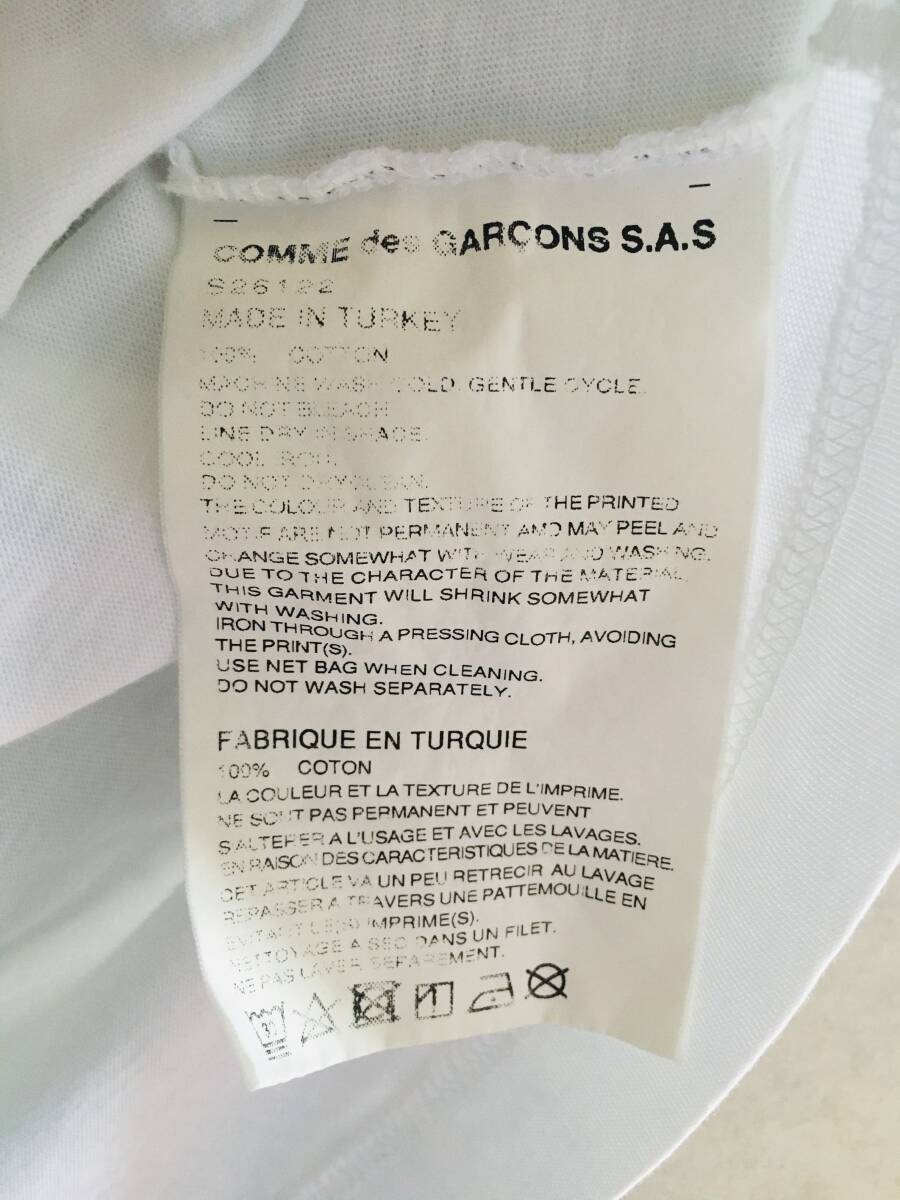 COMME des GARÇONS S.A.S
S26122
MADE IN TURKEY
100% COTTON
MACHINE WASH COLD. GENTLE CYCLE.
DO NOT BLEACH
LINE DRY IN SHADE.
COOL
DO NOT DRYCLEAN.
THE COLOUR AND TEXTURE OF THE PRINTED
MOTIF ARE NOT PERMANENT AND MAY PEEL AND
CHANGE SOMEWHAT WITH WEAR AND WASHING.
DUE TO THE CHARACTER OF THE MATERIAL,
THIS GARMENT WILL SHRINK SOMEWHAT
WITH WASHING.
IRON THROUGH A PRESSING CLOTH, AVOIDING
THE PRINT(S).
USE NET BAG WHEN CLEANING.
DO NOT WASH SEPARATELY.
FABRIQUE EN TURQUIE
100% COTON
LA COULEUR ET LA TEXTURE DE L'IMPRIME.
NE SONT PAS PERMANENT ET PEUVENT
S'ALTERER A L'USAGE ET AVEC LES LAVAGES.
EN RAISON DES CARACTERISTIQUES DE LA MATIERE.
CET ARTICLE VA UN PEU RETRECIR AU LAVAGE
REPASSER A TRAVERS UNE PATTEMOUILLE EN
EVITANT LE(S) IMPRIME(S).
NETTOYAGE A SEC DANS UN FILET.
NE PAS LAVER SEPAREMENT.
30